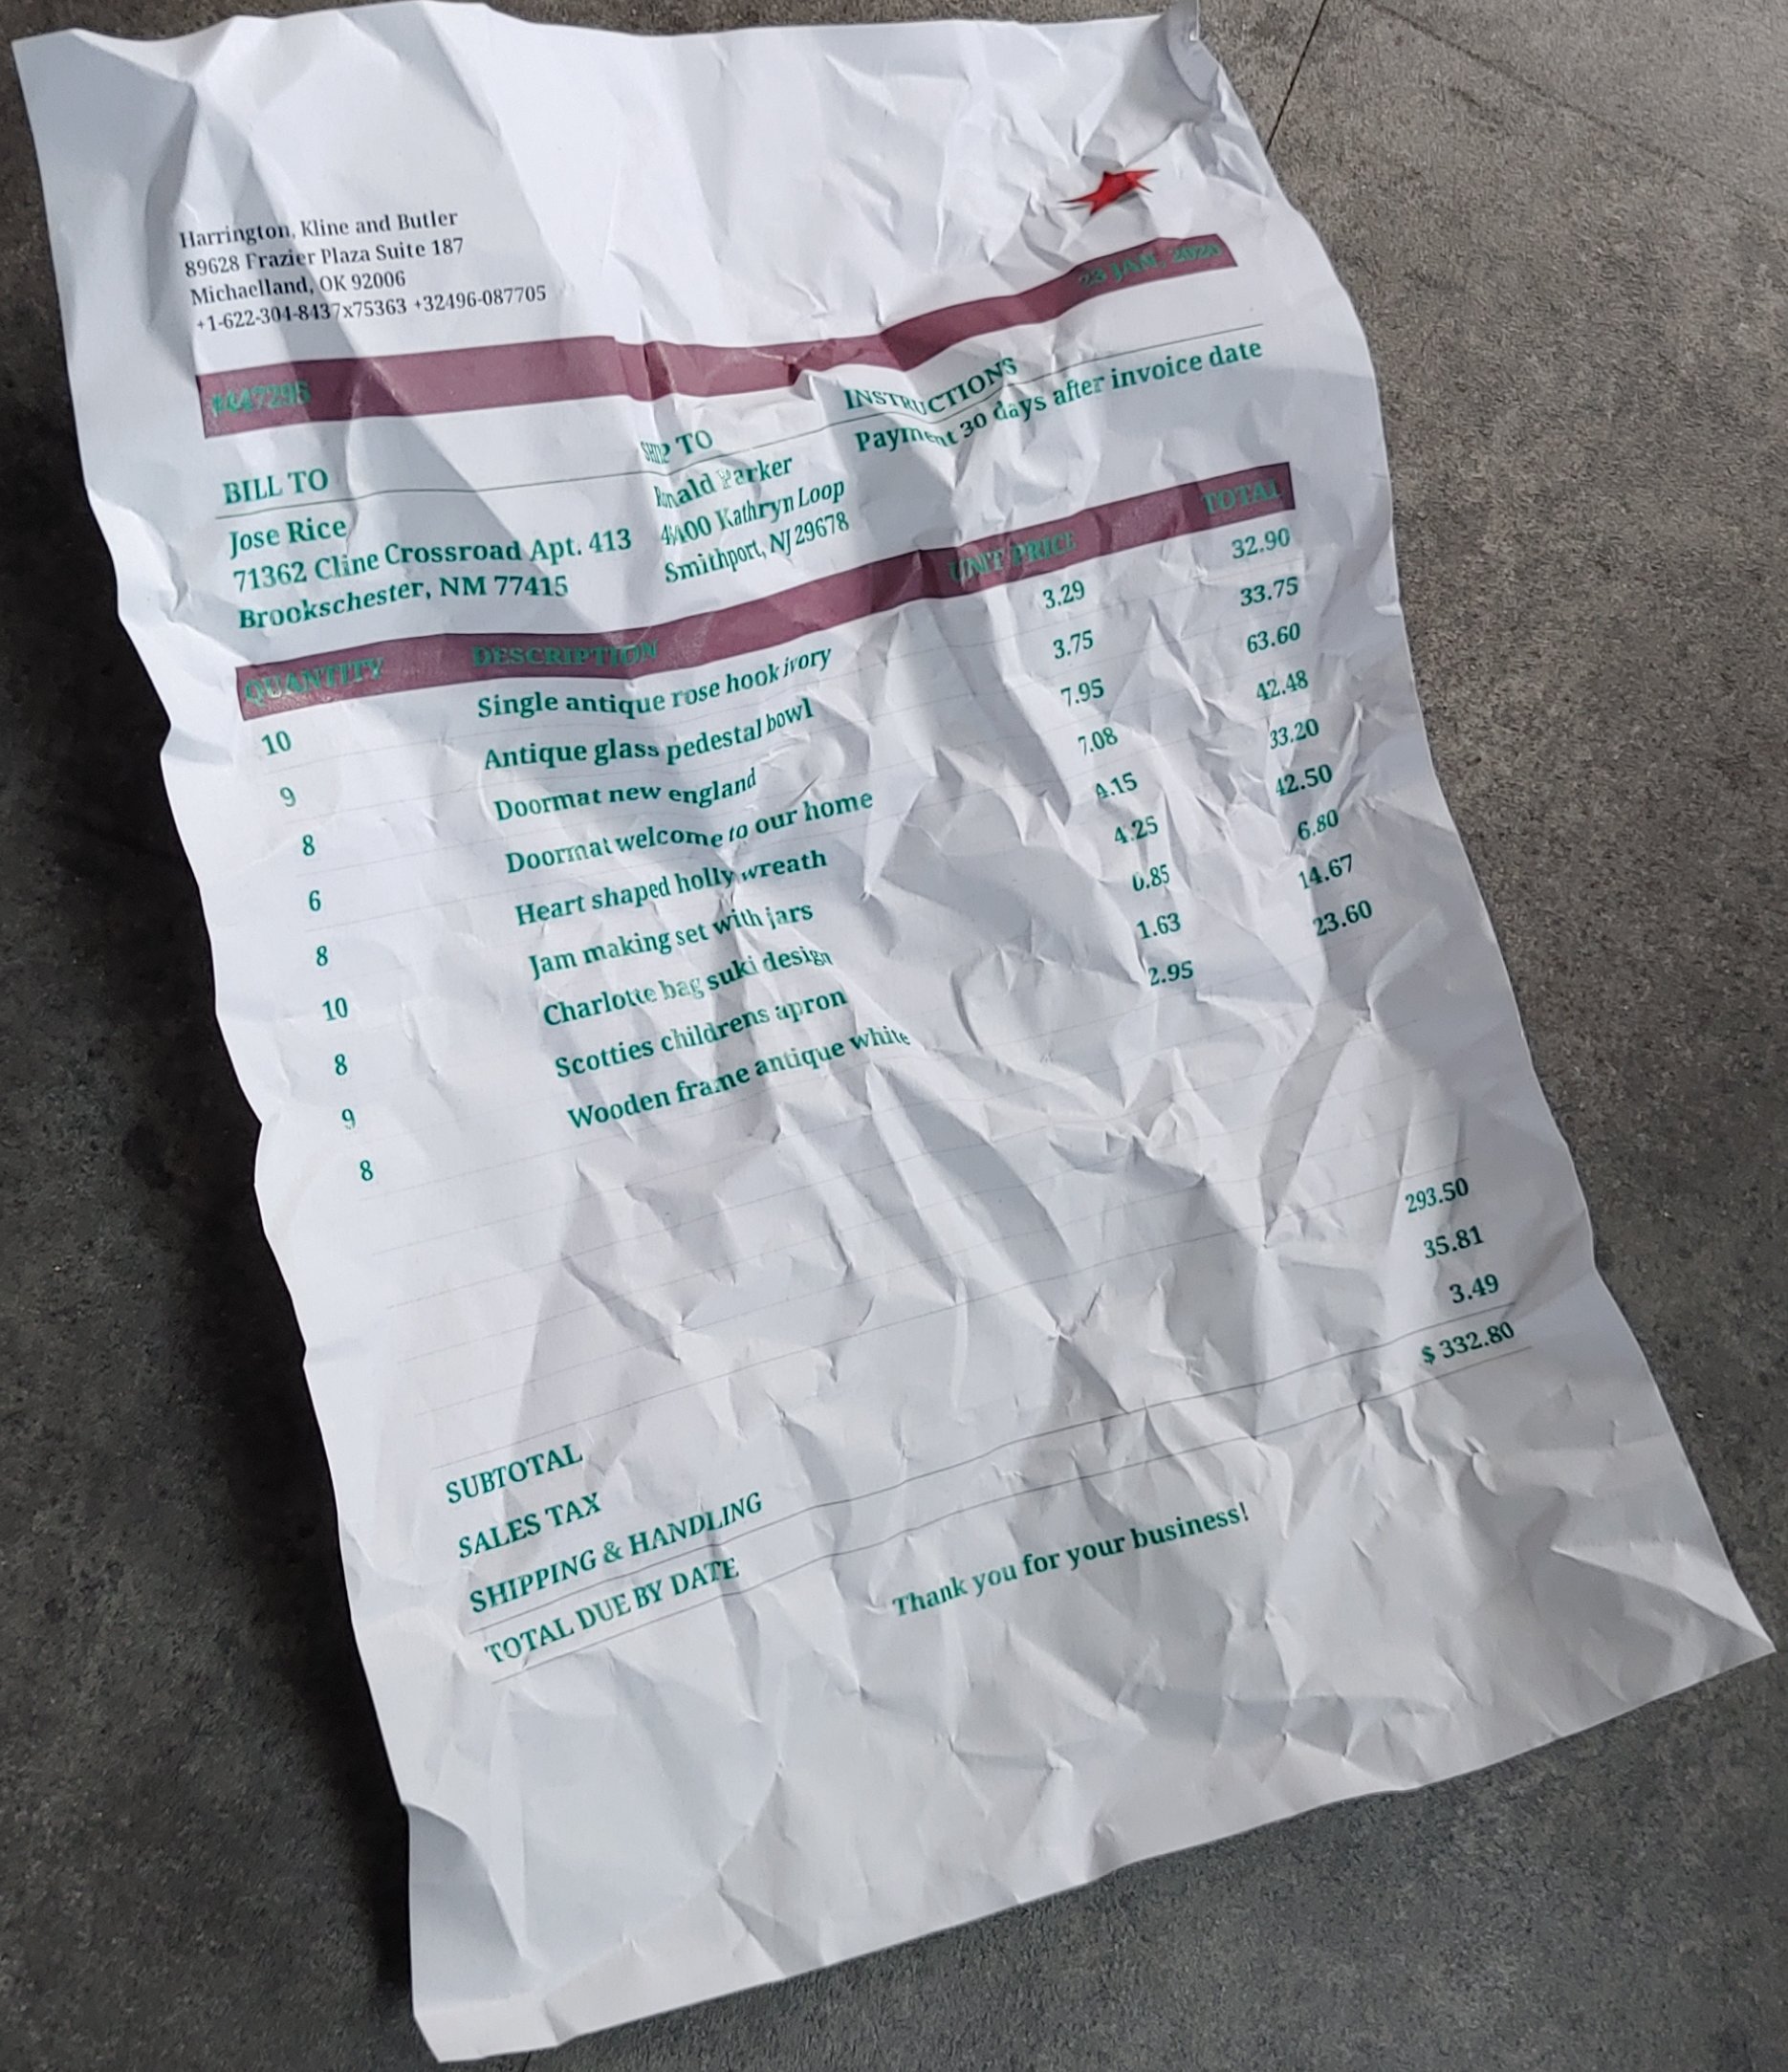 Harrington, Kline and Butler
89628 Frazier Plaza Suite 187
Michaelland, OK 92006
+1-622-304-8437x75363 +32496-087705
23 JAN, 2020
#447295
BILL TO
Jose Rice
71362 Cline Crossroad Apt. 413
Brookschester, NM 77415
SHIP TO
Ronald Parker
Kathryn Loop
Smithport, NJ 29678
INSTRUCTIONS
Payment 30 days after invoice date
QUANTITY DESCRIPTION UNIT PRICE TOTAL
10 Single antique rose hook ivory 3.29 32.90
9 Antique glass pedestal bowl 3.75 33.75
8 Doormat new england 7.95 63.60
6 Doormat welcome to our home 7.08 42.48
8 Heart shaped holly wreath 4.15 33.20
10 Jam making set with jars 4.25 42.50
8 Charlotte bag suki design 0.85 6.80
9 Scotties childrens apron 1.63 14.67
8 Wooden frame antique white 2.95 23.60
SUBTOTAL 293.50
SALES TAX 35.81
SHIPPING & HANDLING 3.49
TOTAL DUE BY DATE $ 332.80
Thank you for your business!